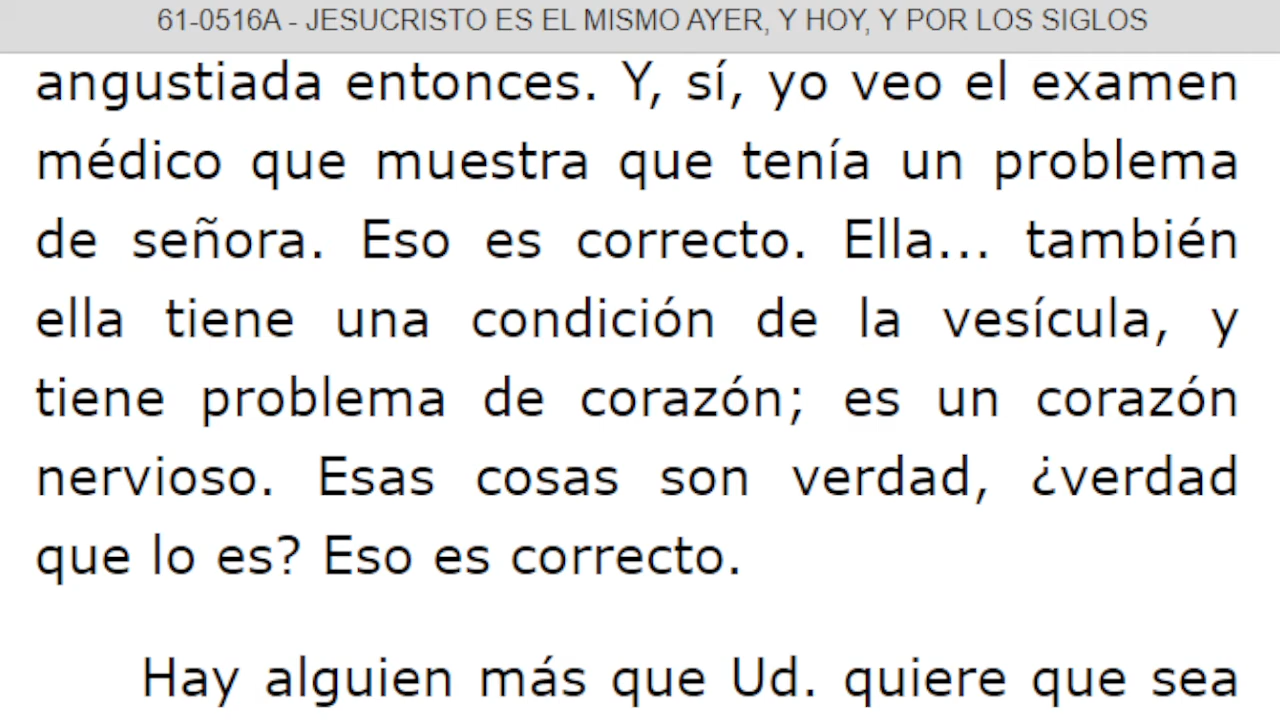 61-0516A - JESUCRISTO ES EL MISMO AYER, Y HOY, Y POR LOS SIGLOS
angustiada entonces. Y, sí, yo veo el examen
médico que muestra que tenía un problema
de señora. Eso es correcto. Ella... también
ella tiene una condición de la vesícula, y
tiene problema de corazón; es un corazón
nervioso. Esas cosas son verdad, ¿verdad
que lo es? Eso es correcto.
Hay alguien más que Ud. quiere que sea